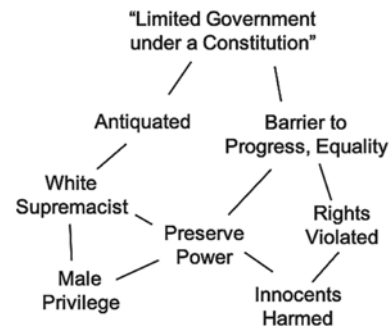 “Limited Government
under a Constitution”
Antiquated
Barrier to
Progress, Equality
White
Supremacist
Rights
Violated
Preserve
Power
Male
Privilege
Innocents
Harmed